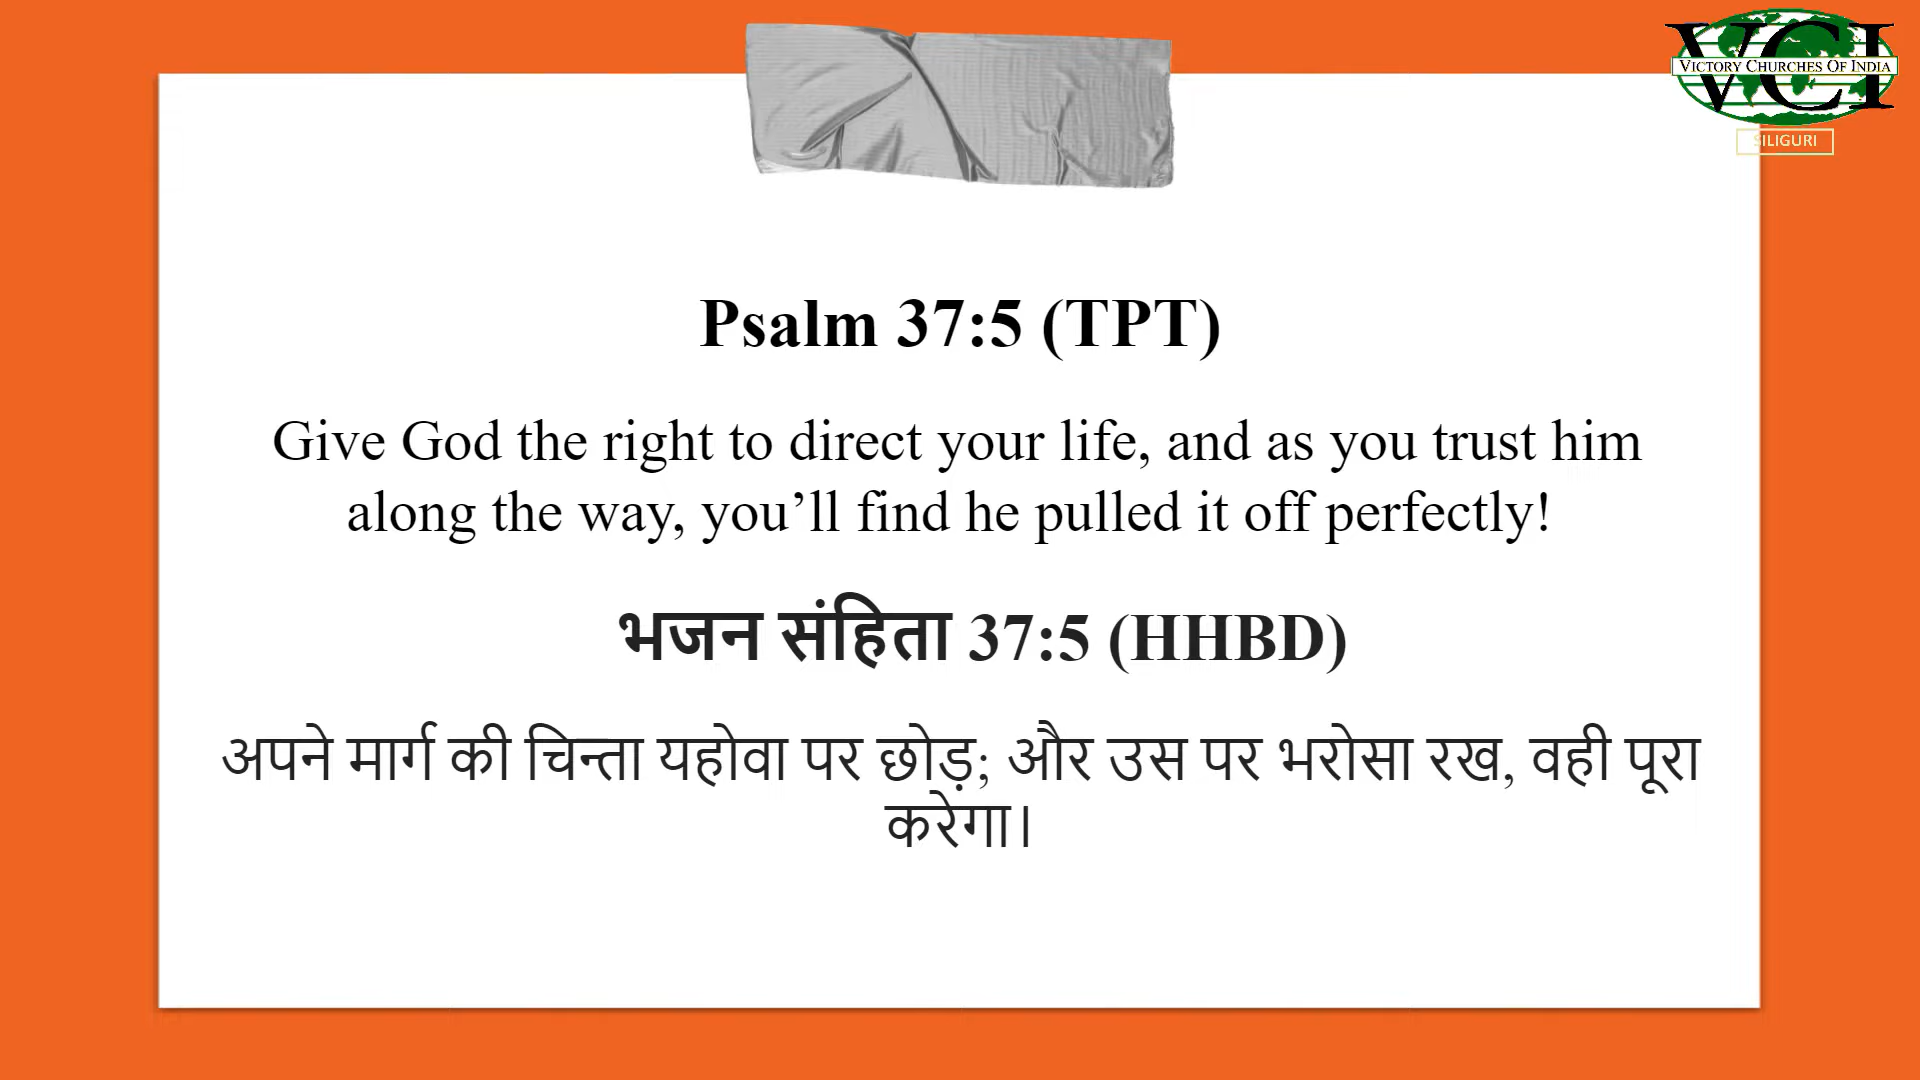 VCI
VICTORY CHURCHES OF INDIA
SILIGURI
Psalm 37:5 (TPT)
Give God the right to direct your life, and as you trust him
along the way, you’ll find he pulled it off perfectly!
भजन संहिता 37:5 (HHBD)
अपने मार्ग की चिन्ता यहोवा पर छोड़; और उस पर भरोसा रख, वही पूरा
करेगा।